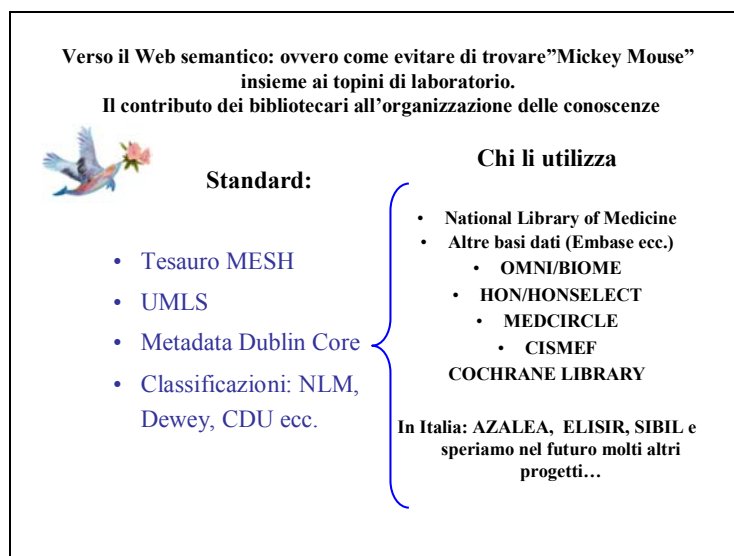 Verso il Web semantico: ovvero come evitare di trovare”Mickey Mouse”
insieme ai topini di laboratorio.
Il contributo dei bibliotecari all’organizzazione delle conoscenze
Standard:
• Tesauro MESH
• UMLS
• Metadata Dublin Core
• Classificazioni: NLM,
Dewey, CDU ecc.
Chi li utilizza
• National Library of Medicine
• Altre basi dati (Embase ecc.)
• OMNI/BIOME
• HON/HONSELECT
• MEDCIRCLE
• CISMEF
COCHRANE LIBRARY
In Italia: AZALEA, ELISIR, SIBIL e
speriamo nel futuro molti altri
progetti…